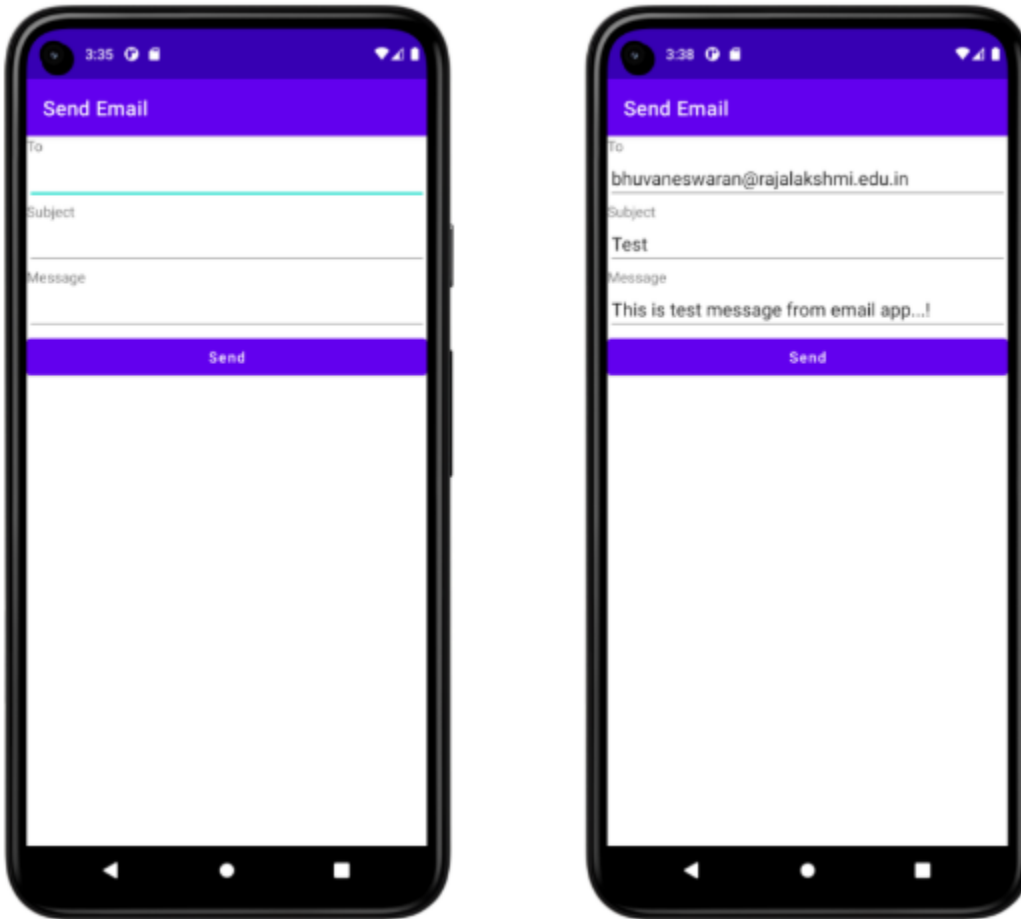 3:35
Send Email
To
Subject
Message
Send
3:38
Send Email
To
bhuvaneswaran@rajalakshmi.edu.in
Subject
Test
Message
This is test message from email app...!
Send